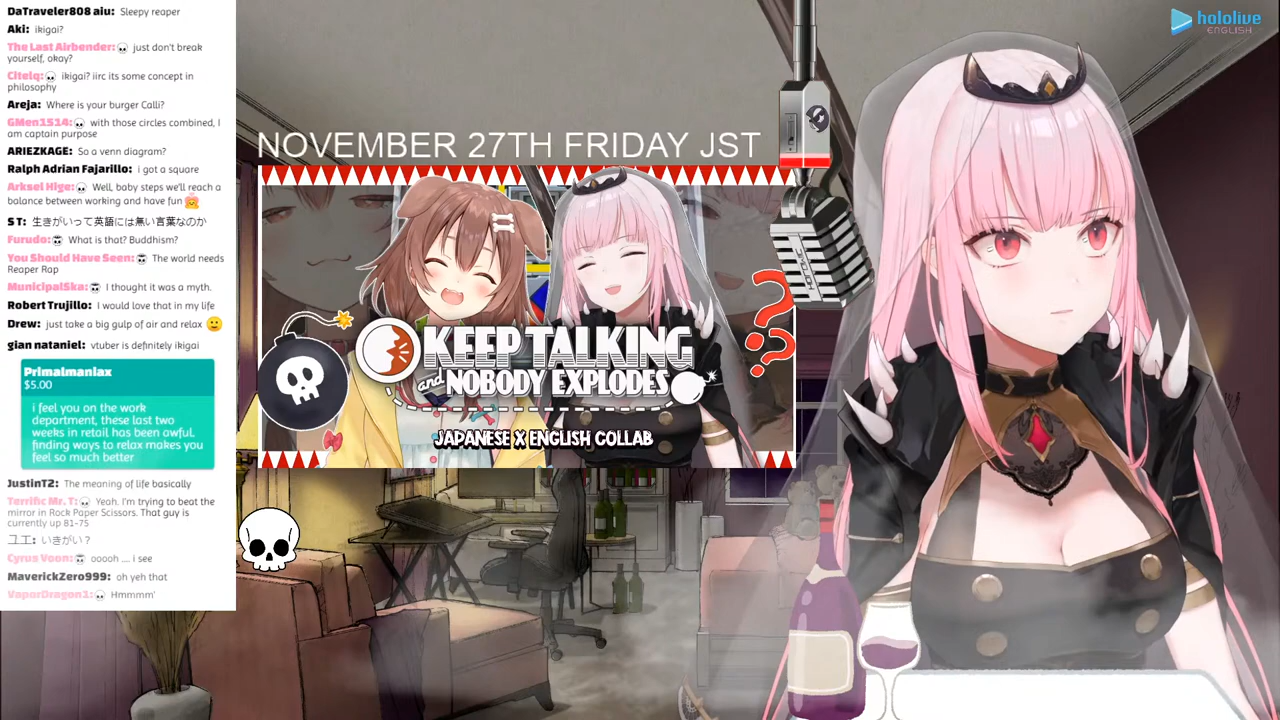 DaTraveler808 aiu: Sleepy reaper
Aki: ikigai?
The Last Airbender: just don't break
yourself, okay?
Citelq: ikigai? iirc its some concept in
philosophy
Areja: Where is your burger Calli?
GMen1514: with those circles combined, I
am captain purpose
ARIEZKAGE: So a venn diagram?
Ralph Adrian Fajarillo: i got a square
Arksel Hige: Well, baby steps we'll reach a
balance between working and have fun
S T: 生きがいって英語には無い言葉なのか
Furudo: What is that? Buddhism?
You Should Have Seen: The world needs
Reaper Rap
MunicipalSka: I thought it was a myth.
Robert Trujillo: I would love that in my life
Drew: just take a big gulp of air and relax
gian nataniel: vtuber is definitely ikigai
Primalmaniax
$5.00
i feel you on the work
department, these last two
weeks in retail has been awful.
finding ways to relax makes you
feel so much better
JustinT2: The meaning of life basically
Terrific Mr. T: Yeah. I'm trying to beat the
mirror in Rock Paper Scissors. That guy is
currently up 81-75
ユエ: いきがい?
Cyrus Voon: ooooh .... i see
MaverickZero999: oh yeh that
VaporDragon1: Hmmmm'
NOVEMBER 27TH FRIDAY JST
KEEP TALKING
and NOBODY EXPLODES
JAPANESE X ENGLISH COLLAB
??
hololive
ENGLISH